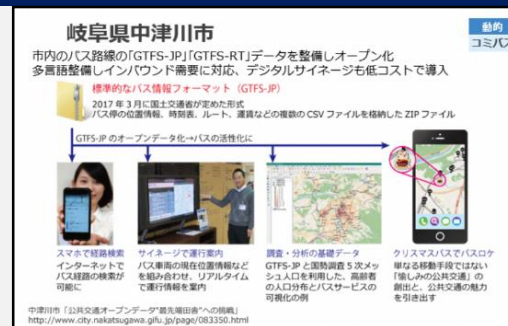 岐阜県中津川市
動的
コミバス
市内のバス路線の「GTFS-JP」「GTFS-RT」データを整備しオープン化
多言語整備しインバウンド需要に対応、デジタルサイネージも低コストで導入
標準的なバス情報フォーマット（GTFS-JP）
2017 年 3 月に国土交通省が定めた形式
バス停の位置情報、時刻表、ルート、運賃などの複数の CSV ファイルを格納した ZIP ファイル
GTFS-JP のオープンデータ化→バスの活性化に
スマホで経路検索
インターネットで
バス経路の検索が
可能に
サイネージで運行案内
バス車両の現在位置情報など
を組み合わせ、リアルタイム
で運行情報を案内
調査・分析の基礎データ
GTFS-JP と国勢調査 5 次メッ
シュ人口を利用した、高齢者
の人口分布とバスサービスの
可視化の例
クリスマスバスでバスロケ
単なる移動手段ではない
「愉しみの公共交通」の
創出と、公共交通の魅力
を引き出す
中津川市「公共交通オープンデータ"最先端田舎"への挑戦」
http://www.city.nakatsugawa.gifu.jp/page/083350.html